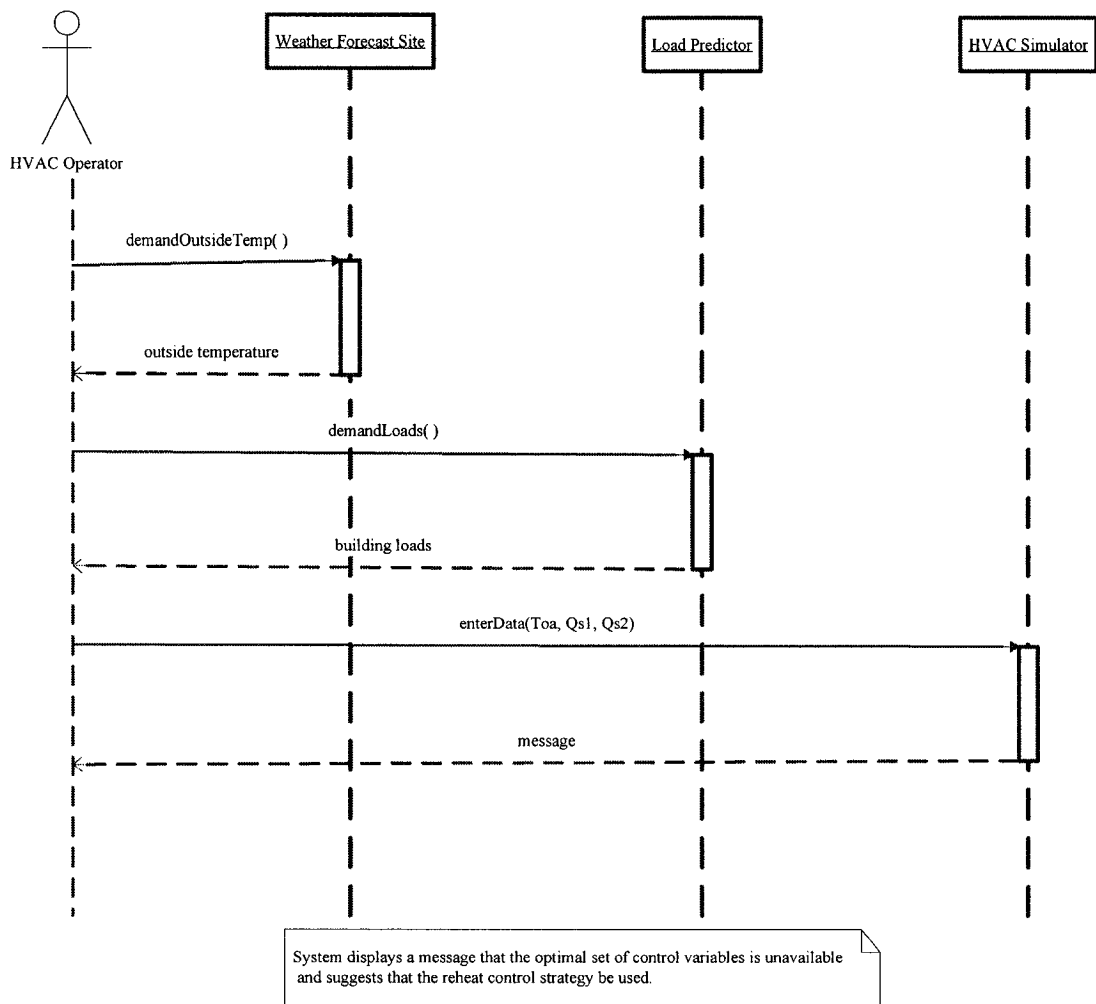 Weather Forecast Site
Load Predictor
HVAC Simulator
HVAC Operator
demandOutsideTemp( )
outside temperature
demandLoads( )
building loads
enterData(Toa, Qs1, Qs2)
message
System displays a message that the optimal set of control variables is unavailable
and suggests that the reheat control strategy be used.